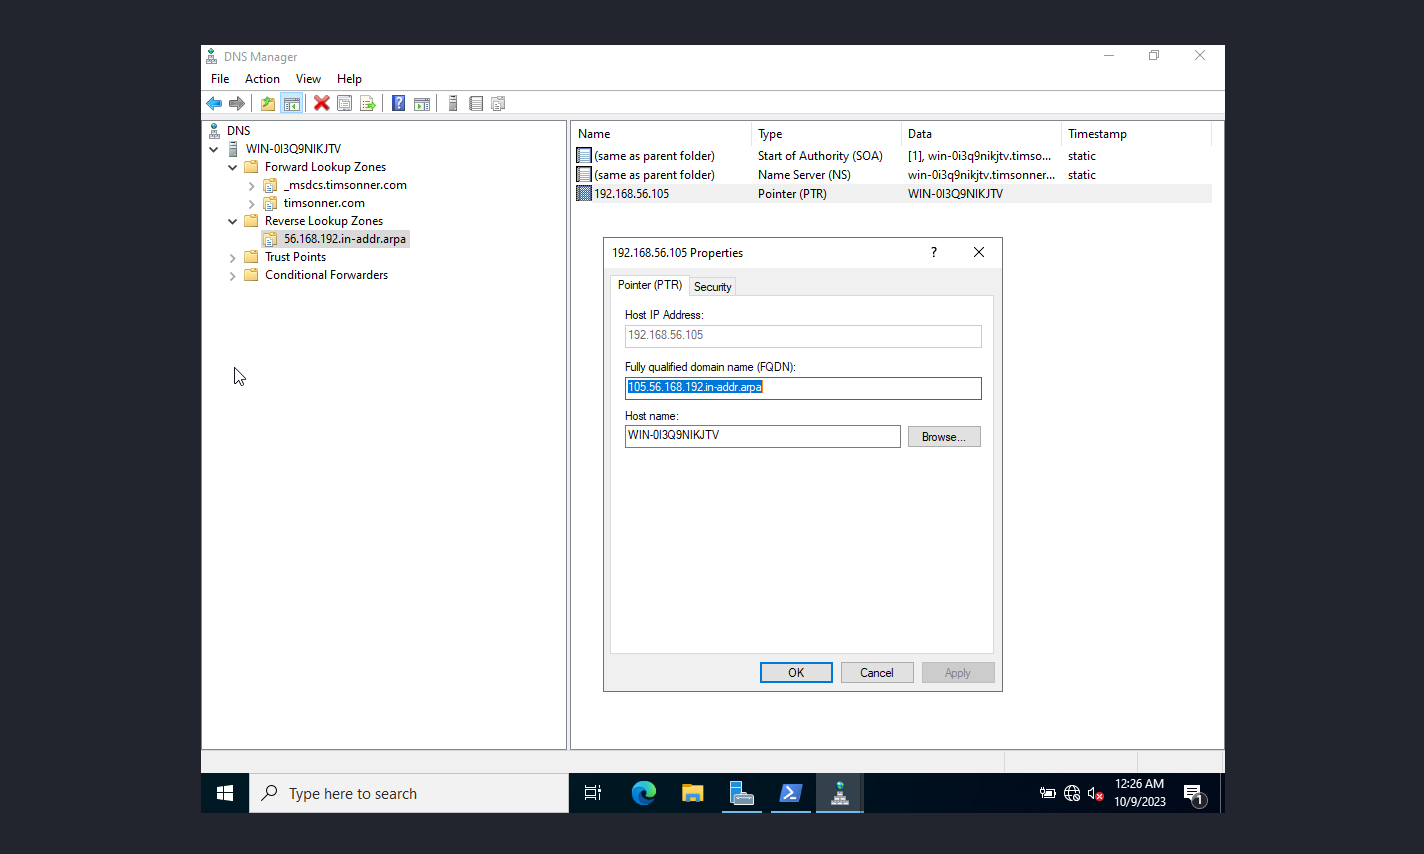 DNS Manager
File Action View Help
DNS
WIN-0I3Q9NIKJTV
Forward Lookup Zones
_msdcs.timsonner.com
timsonner.com
Reverse Lookup Zones
56.168.192.in-addr.arpa
Trust Points
Conditional Forwarders
Name Type Data Timestamp
(same as parent folder) Start of Authority (SOA) [1], win-0i3q9nikjtv.timso... static
(same as parent folder) Name Server (NS) win-0i3q9nikjtv.timsonner... static
192.168.56.105 Pointer (PTR) WIN-0I3Q9NIKJTV
192.168.56.105 Properties ?
Pointer (PTR) Security
Host IP Address:
192.168.56.105
Fully qualified domain name (FQDN):
105.56.168.192.in-addr.arpa
Host name:
WIN-0I3Q9NIKJTV Browse...
OK Cancel Apply
Type here to search
12:26 AM
10/9/2023
1